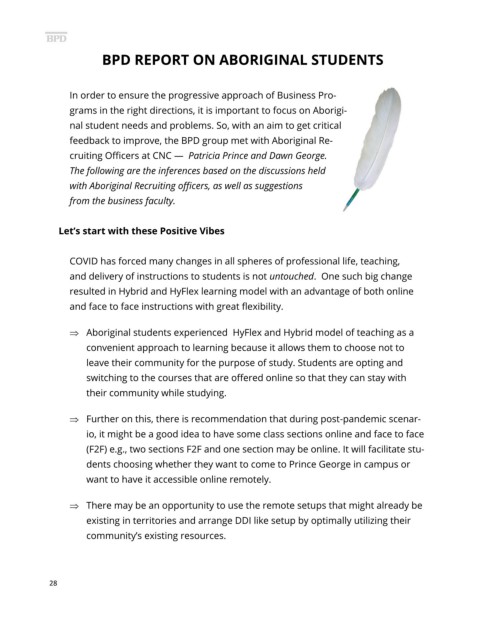 BPD
BPD REPORT ON ABORIGINAL STUDENTS
In order to ensure the progressive approach of Business Pro-
grams in the right directions, it is important to focus on Aborigi-
nal student needs and problems. So, with an aim to get critical
feedback to improve, the BPD group met with Aboriginal Re-
cruiting Officers at CNC — Patricia Prince and Dawn George.
The following are the inferences based on the discussions held
with Aboriginal Recruiting officers, as well as suggestions
from the business faculty.
Let's start with these Positive Vibes
COVID has forced many changes in all spheres of professional life, teaching,
and delivery of instructions to students is not untouched. One such big change
resulted in Hybrid and HyFlex learning model with an advantage of both online
and face to face instructions with great flexibility.
⇒ Aboriginal students experienced HyFlex and Hybrid model of teaching as a
convenient approach to learning because it allows them to choose not to
leave their community for the purpose of study. Students are opting and
switching to the courses that are offered online so that they can stay with
their community while studying.
⇒ Further on this, there is recommendation that during post-pandemic scenar-
io, it might be a good idea to have some class sections online and face to face
(F2F) e.g., two sections F2F and one section may be online. It will facilitate stu-
dents choosing whether they want to come to Prince George in campus or
want to have it accessible online remotely.
⇒ There may be an opportunity to use the remote setups that might already be
existing in territories and arrange DDI like setup by optimally utilizing their
community's existing resources.
28